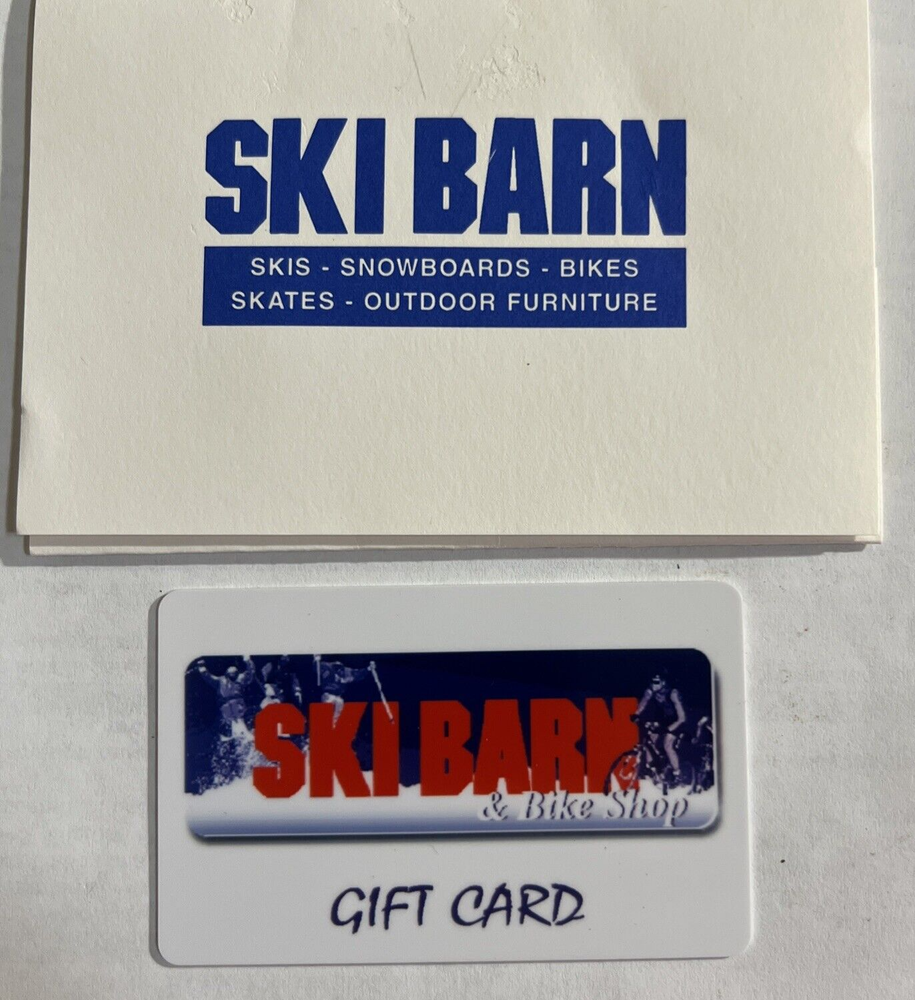 SKI BARN
SKIS - SNOWBOARDS - BIKES
SKATES - OUTDOOR FURNITURE
SKI BARN
& Bike Shop
GIFT CARD